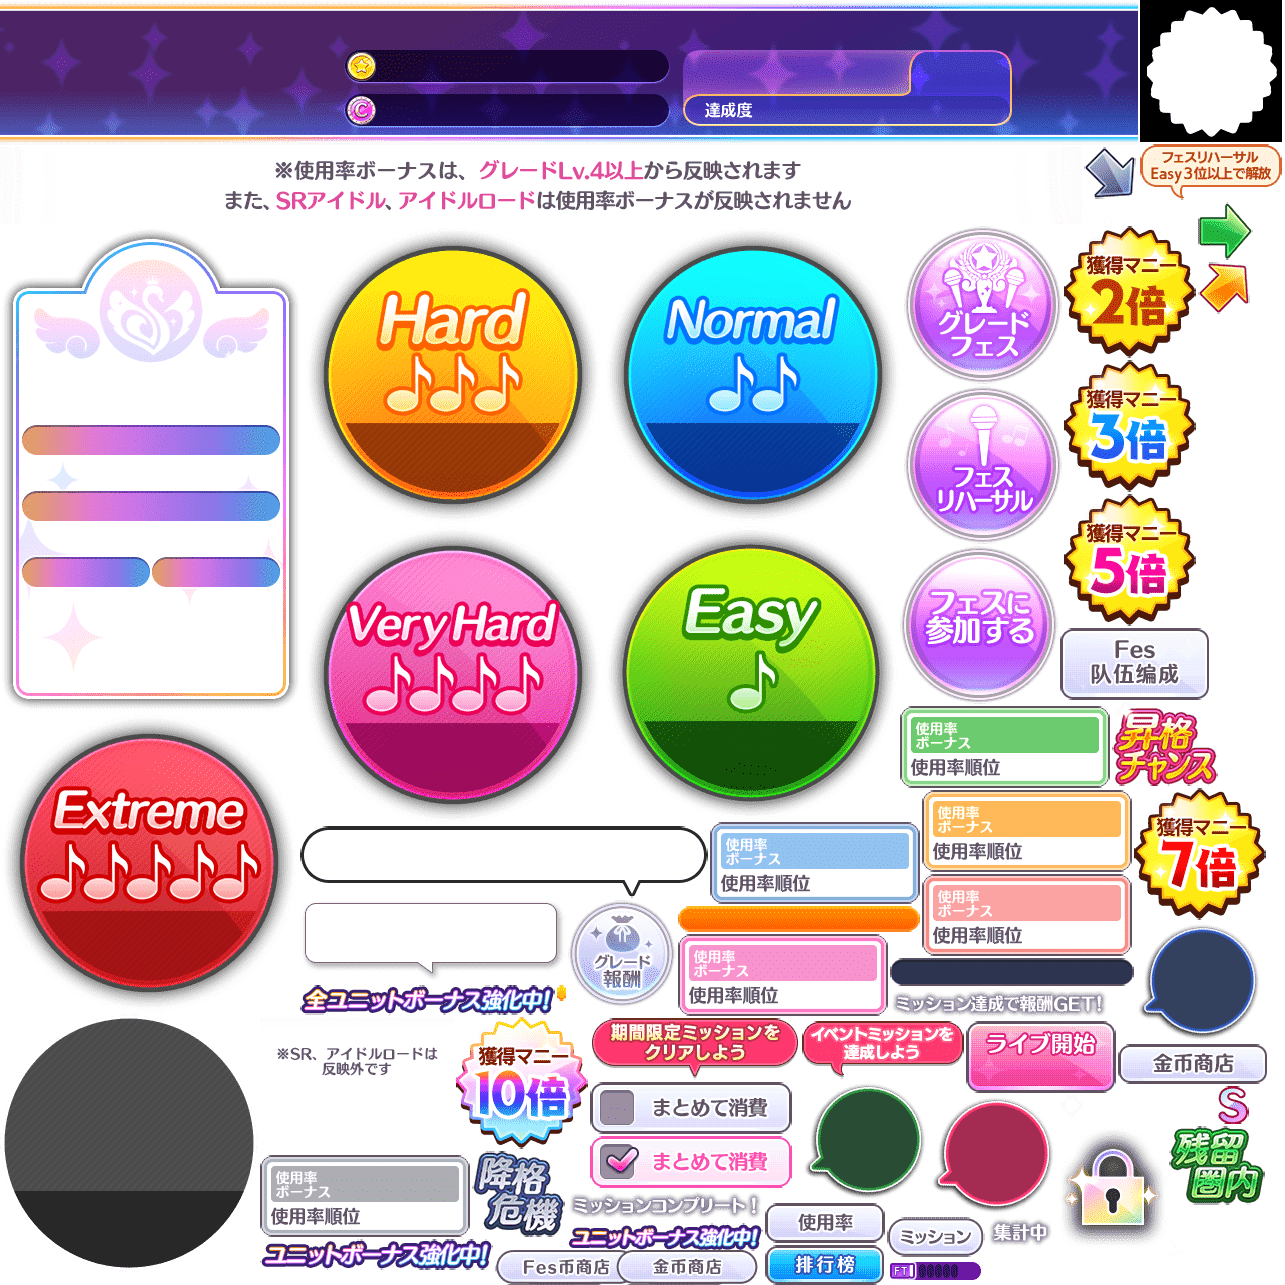 達成度
※使用率ボーナスは、グレードLv.4以上から反映されます
また、SRアイドル、アイドルロードは使用率ボーナスが反映されません
フェスリハーサル
Easy3位以上で解放
Hard
Normal
グレード
フェス
獲得マニー
2倍
獲得マニー
3倍
フェス
リハーサル
獲得マニー
5倍
Very Hard
Easy
フェスに
参加する
Fes
队伍编成
使用率
ボーナス
使用率順位
昇格
チャンス
Extreme
使用率
ボーナス
使用率順位
使用率
ボーナス
使用率順位
獲得マニー
7倍
使用率
ボーナス
使用率順位
グレード
報酬
使用率
ボーナス
使用率順位
全ユニットボーナス強化中!
ミッション達成で報酬GET!
※SR、アイドルロードは
反映外です
獲得マニー
10倍
期間限定ミッションを
クリアしよう
イベントミッションを
達成しよう
ライブ開始
金币商店
まとめて消費
まとめて消費
S
残留
圏内
使用率
ボーナス
使用率順位
降格
危機
ミッションコンプリート!
ユニットボーナス強化中!
ユニットボーナス強化中!
使用率
ミッション
集計中
Fes币商店
金币商店
排行榜
FT